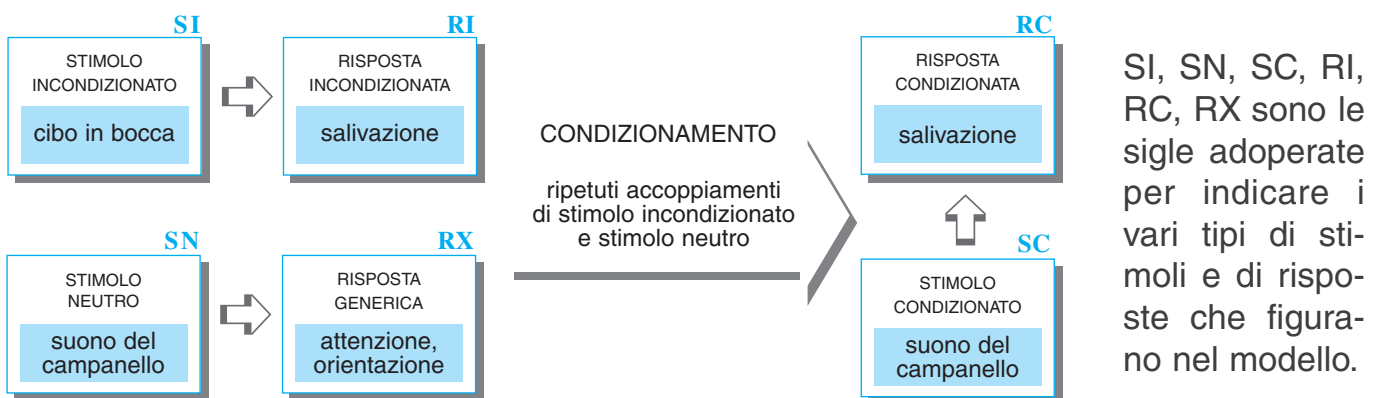 SI
STIMOLO
INCONDIZIONATO
cibo in bocca
RI
RISPOSTA
INCONDIZIONATA
salivazione
SN
STIMOLO
NEUTRO
suono del
campanello
RX
RISPOSTA
GENERICA
attenzione,
orientazione
CONDIZIONAMENTO
ripetuti accoppiamenti
di stimolo incondizionato
e stimolo neutro
RC
RISPOSTA
CONDIZIONATA
salivazione
SC
STIMOLO
CONDIZIONATO
suono del
campanello
SI, SN, SC, RI,
RC, RX sono le
sigle adoperate
per indicare i
vari tipi di sti-
moli e di rispo-
ste che figura-
no nel modello.